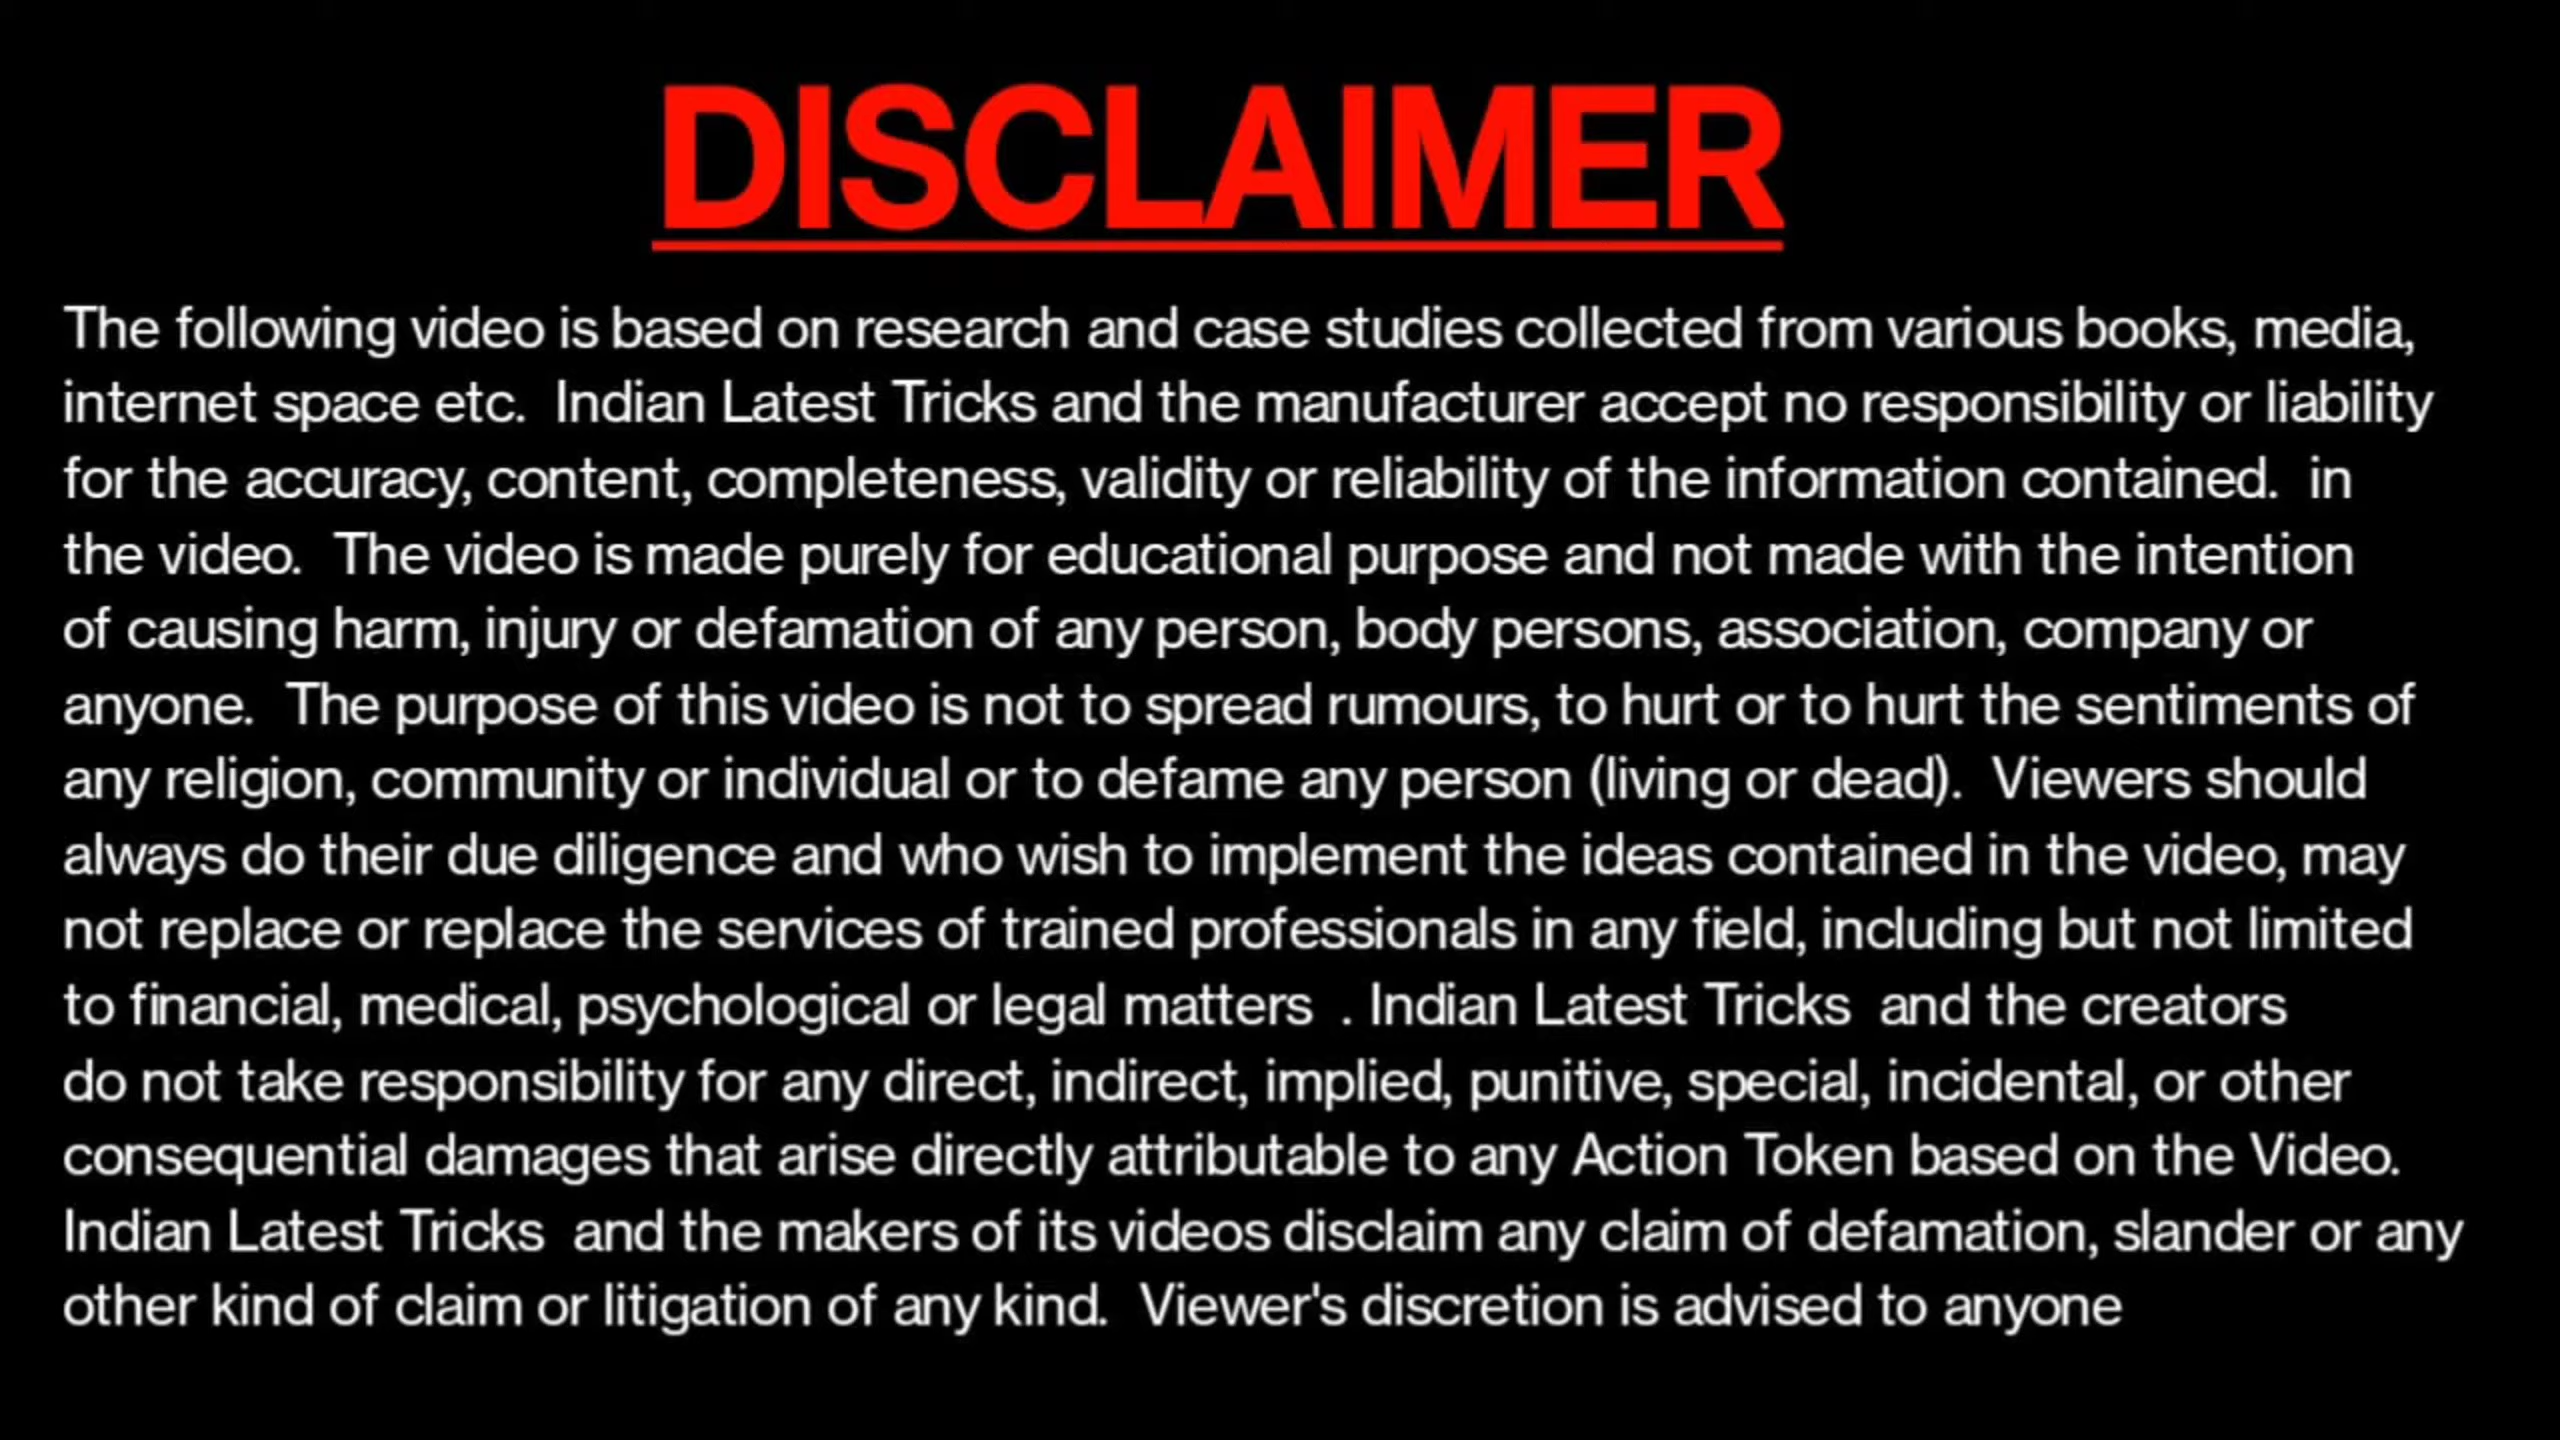 DISCLAIMER
The following video is based on research and case studies collected from various books, media,
internet space etc.  Indian Latest Tricks and the manufacturer accept no responsibility or liability
for the accuracy, content, completeness, validity or reliability of the information contained.  in
the video.  The video is made purely for educational purpose and not made with the intention
of causing harm, injury or defamation of any person, body persons, association, company or
anyone.  The purpose of this video is not to spread rumours, to hurt or to hurt the sentiments of
any religion, community or individual or to defame any person (living or dead).  Viewers should
always do their due diligence and who wish to implement the ideas contained in the video, may
not replace or replace the services of trained professionals in any field, including but not limited
to financial, medical, psychological or legal matters  . Indian Latest Tricks  and the creators
do not take responsibility for any direct, indirect, implied, punitive, special, incidental, or other
consequential damages that arise directly attributable to any Action Token based on the Video.
Indian Latest Tricks  and the makers of its videos disclaim any claim of defamation, slander or any
other kind of claim or litigation of any kind.  Viewer's discretion is advised to anyone